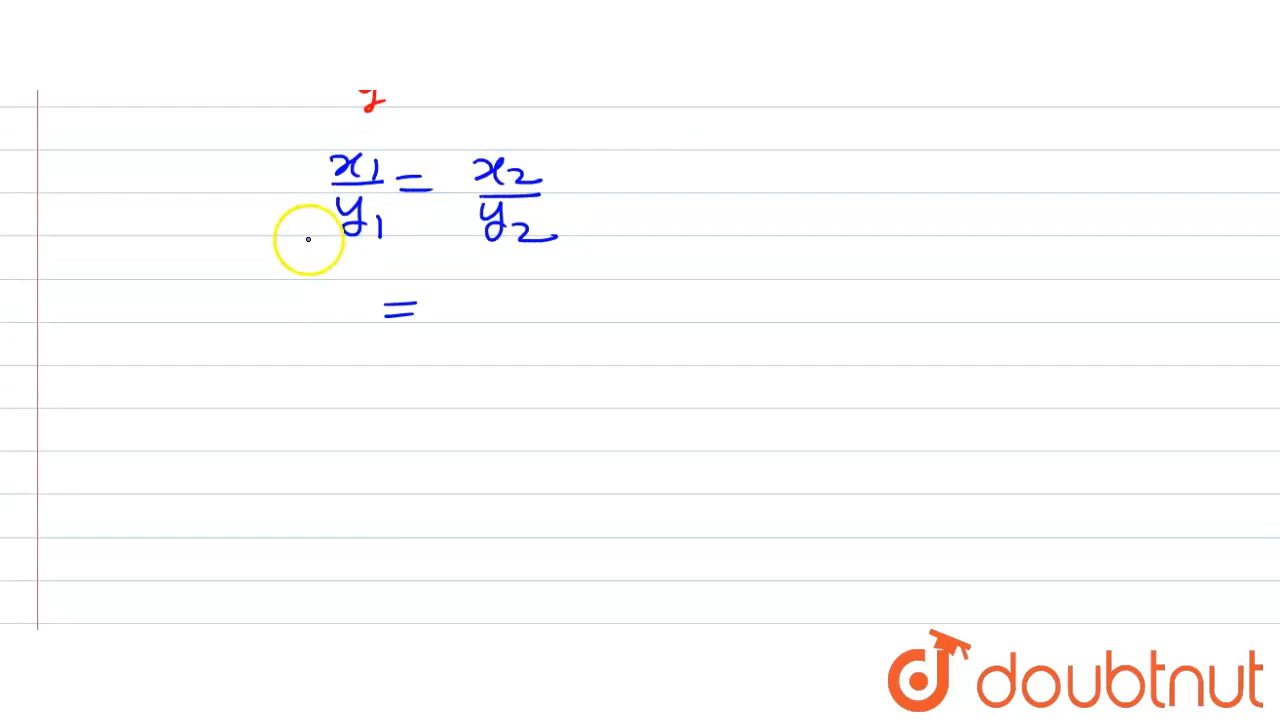 y
x1/y1 = x2/y2
=
doubtnut